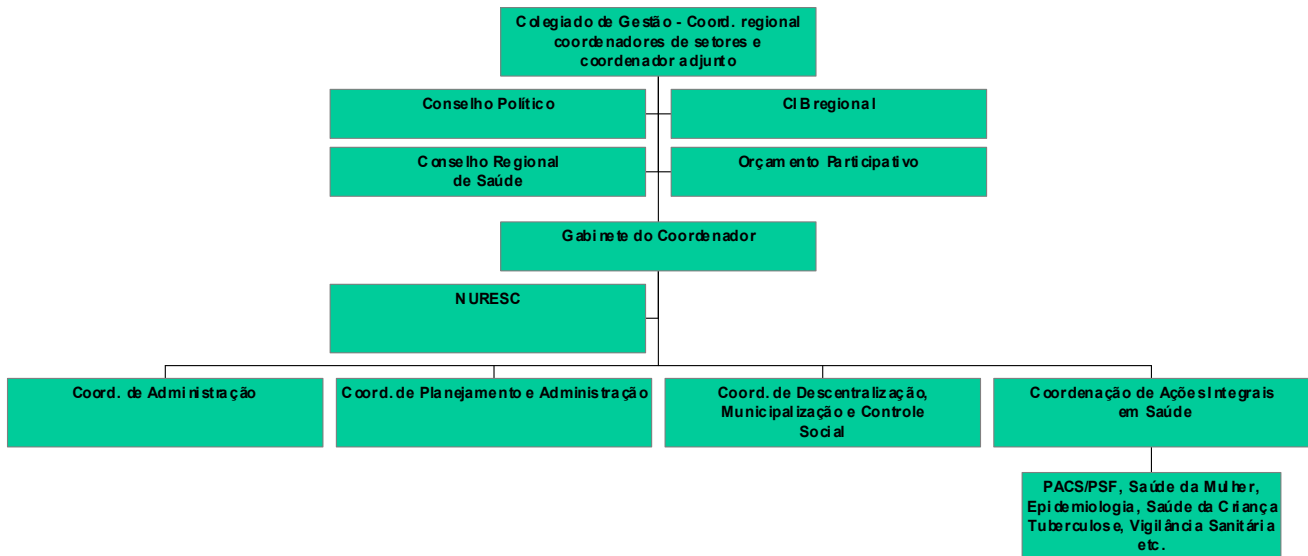 Colegiado de Gestão - Coord. regional
coordenadores de setores e
coordenador adjunto
Conselho Político
CIB regional
Conselho Regional
de Saúde
Orçamento Participativo
Gabinete do Coordenador
NURESC
Coord. de Administração
Coord. de Planejamento e Administração
Coord. de Descentralização,
Municipalização e Controle
Social
Coordenação de Ações Integrais
em Saúde
PACS/PSF, Saúde da Mulher,
Epidemiologia, Saúde da Criança
Tuberculose, Vigilância Sanitária
etc.